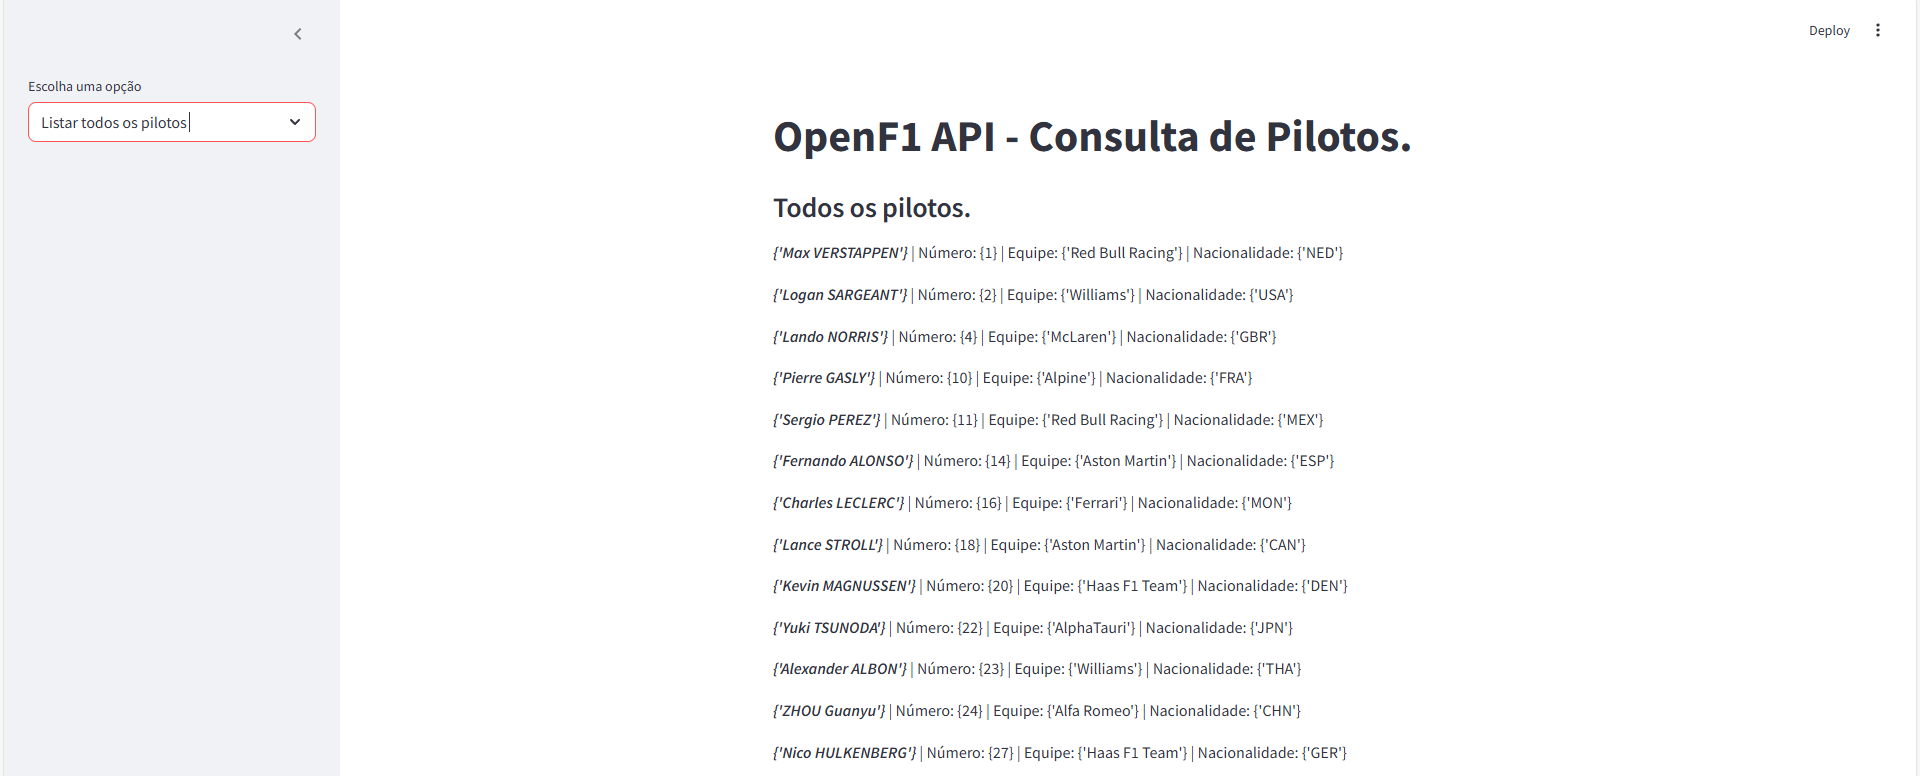 Deploy
Escolha uma opção
Listar todos os pilotos
OpenF1 API - Consulta de Pilotos.
Todos os pilotos.
{'Max VERSTAPPEN'} | Número: {1} | Equipe: {'Red Bull Racing'} | Nacionalidade: {'NED'}
{'Logan SARGEANT'} | Número: {2} | Equipe: {'Williams'} | Nacionalidade: {'USA'}
{'Lando NORRIS'} | Número: {4} | Equipe: {'McLaren'} | Nacionalidade: {'GBR'}
{'Pierre GASLY'} | Número: {10} | Equipe: {'Alpine'} | Nacionalidade: {'FRA'}
{'Sergio PEREZ'} | Número: {11} | Equipe: {'Red Bull Racing'} | Nacionalidade: {'MEX'}
{'Fernando ALONSO'} | Número: {14} | Equipe: {'Aston Martin'} | Nacionalidade: {'ESP'}
{'Charles LECLERC'} | Número: {16} | Equipe: {'Ferrari'} | Nacionalidade: {'MON'}
{'Lance STROLL'} | Número: {18} | Equipe: {'Aston Martin'} | Nacionalidade: {'CAN'}
{'Kevin MAGNUSSEN'} | Número: {20} | Equipe: {'Haas F1 Team'} | Nacionalidade: {'DEN'}
{'Yuki TSUNODA'} | Número: {22} | Equipe: {'AlphaTauri'} | Nacionalidade: {'JPN'}
{'Alexander ALBON'} | Número: {23} | Equipe: {'Williams'} | Nacionalidade: {'THA'}
{'ZHOU Guanyu'} | Número: {24} | Equipe: {'Alfa Romeo'} | Nacionalidade: {'CHN'}
{'Nico HULKENBERG'} | Número: {27} | Equipe: {'Haas F1 Team'} | Nacionalidade: {'GER'}